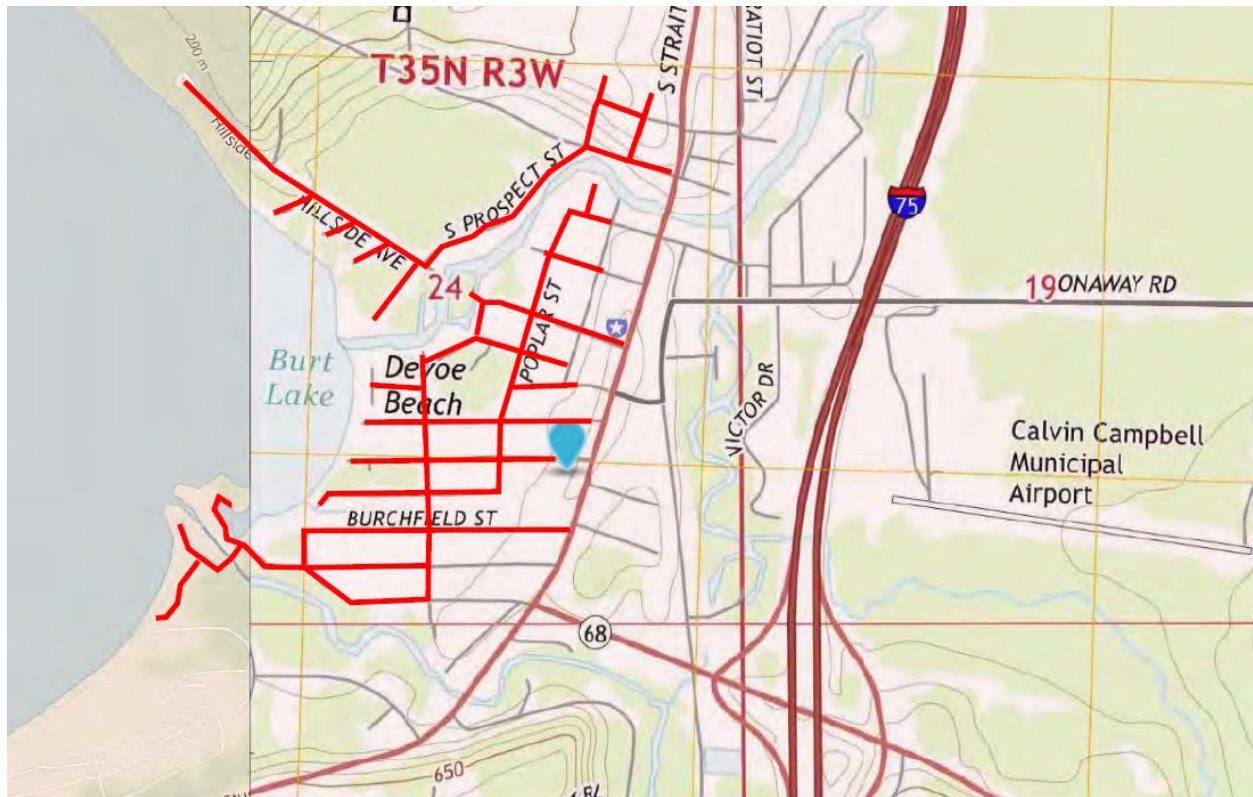 200 m
T35N R3W
S STRAIT
RATIOT ST
Hillside
S PROSPECT ST
HILLSIDE AVE
75
24
19
ONAWAY RD
POPLAR ST
Burt
Lake
Devoe
Beach
VICTOR DR
Calvin Campbell
Municipal
Airport
BURCHFIELD ST
68
650